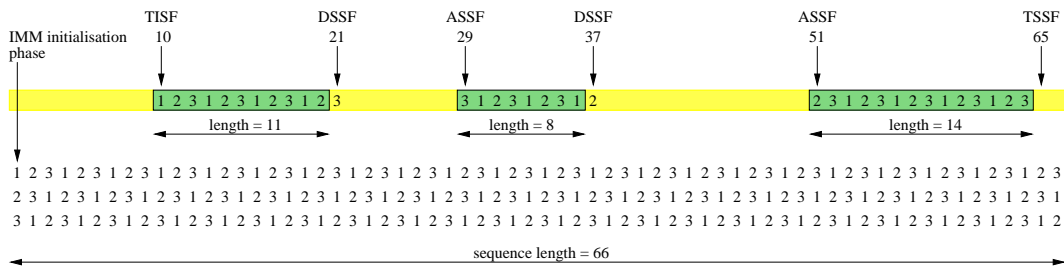 TISF DSSF ASSF DSSF ASSF TSSF
10 21 29 37 51 65
IMM initialisation
phase
1 2 3 1 2 3 1 2 3 1 2 3 3 1 2 3 1 2 3 1 2 2 3 1 2 3 1 2 3 1 2 3 1 2 3
length = 11 length = 8 length = 14
1 2 3 1 2 3 1 2 3 1 2 3 1 2 3 1 2 3 1 2 3 1 2 3 1 2 3 1 2 3 1 2 3 1 2 3 1 2 3 1 2 3 1 2 3 1 2 3 1 2 3 1 2 3 1 2 3 1 2 3 1 2 3 1 2 3
2 3 1 2 3 1 2 3 1 2 3 1 2 3 1 2 3 1 2 3 1 2 3 1 2 3 1 2 3 1 2 3 1 2 3 1 2 3 1 2 3 1 2 3 1 2 3 1 2 3 1 2 3 1 2 3 1 2 3 1 2 3 1 2 3 1
3 1 2 3 1 2 3 1 2 3 1 2 3 1 2 3 1 2 3 1 2 3 1 2 3 1 2 3 1 2 3 1 2 3 1 2 3 1 2 3 1 2 3 1 2 3 1 2 3 1 2 3 1 2 3 1 2 3 1 2 3 1 2 3 1 2
sequence length = 66